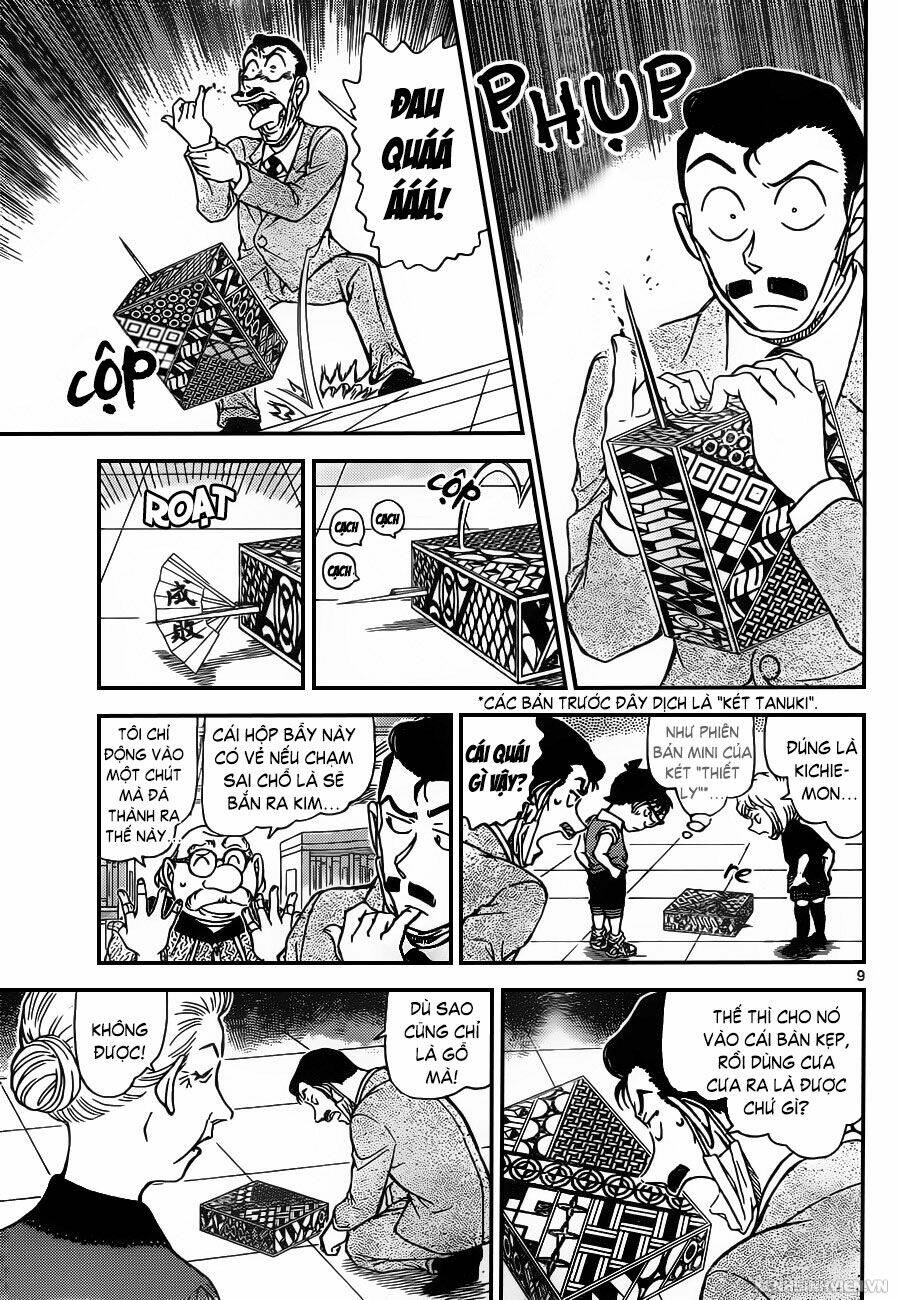 PHỤP
ĐAU
QUÁÁ
ÁÁÁ!
CỘP
CỘP
CẠCH
CẠCH
CẠCH
ROẠT
成
敗
*CÁC BẢN TRƯỚC ĐÂY DỊCH LÀ "KÉT TANUKI".
ĐÚNG LÀ
KICHIE-
MON...
NHƯ PHIÊN
BẢN MINI CỦA
KÉT "THIẾT
LY"*...
CÁI QUÁI
GÌ VẬY?
re
CÁI HỘP BẪY NÀY
CÓ VẺ NẾU CHẠM
SAI CHỖ LÀ SẼ
BẮN RA KIM...
TÔI CHỈ
ĐỘNG VÀO
MỘT CHÚT
MÀ ĐÃ
THÀNH RA
THẾ NÀY...
9
THẾ THÌ CHO NÓ
VÀO CÁI BÀN KẸP,
RỒI DÙNG CƯA
CƯA RA LÀ ĐƯỢC
CHỨ GÌ?
DÙ SAO
CŨNG CHỈ
LÀ GỖ
MÀ!
KHÔNG
ĐƯỢC!